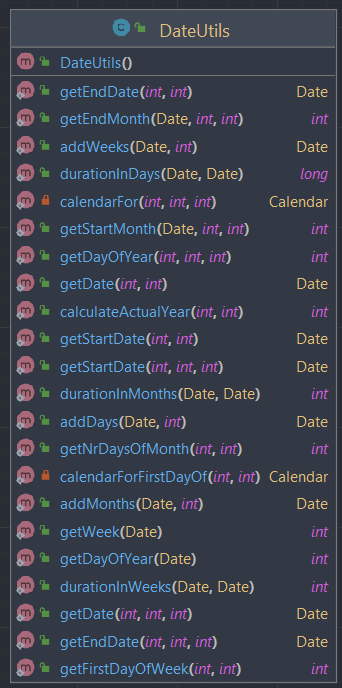 DateUtils
DateUtils()
getEndDate(int, int) Date
getEndMonth(Date, int, int) int
addWeeks(Date, int) Date
durationInDays(Date, Date) long
calendarFor(int, int, int) Calendar
getStartMonth(Date, int, int) int
getDayOfYear(int, int, int) int
getDate(int, int) Date
calculateActualYear(int, int) int
getStartDate(int, int) Date
getStartDate(int, int, int) Date
durationInMonths(Date, Date) int
addDays(Date, int) Date
getNrDaysOfMonth(int, int) int
calendarForFirstDayOf(int, int) Calendar
addMonths(Date, int) Date
getWeek(Date) int
getDayOfYear(Date) int
durationInWeeks(Date, Date) int
getDate(int, int, int) Date
getEndDate(int, int, int) Date
getFirstDayOfWeek(int, int) int